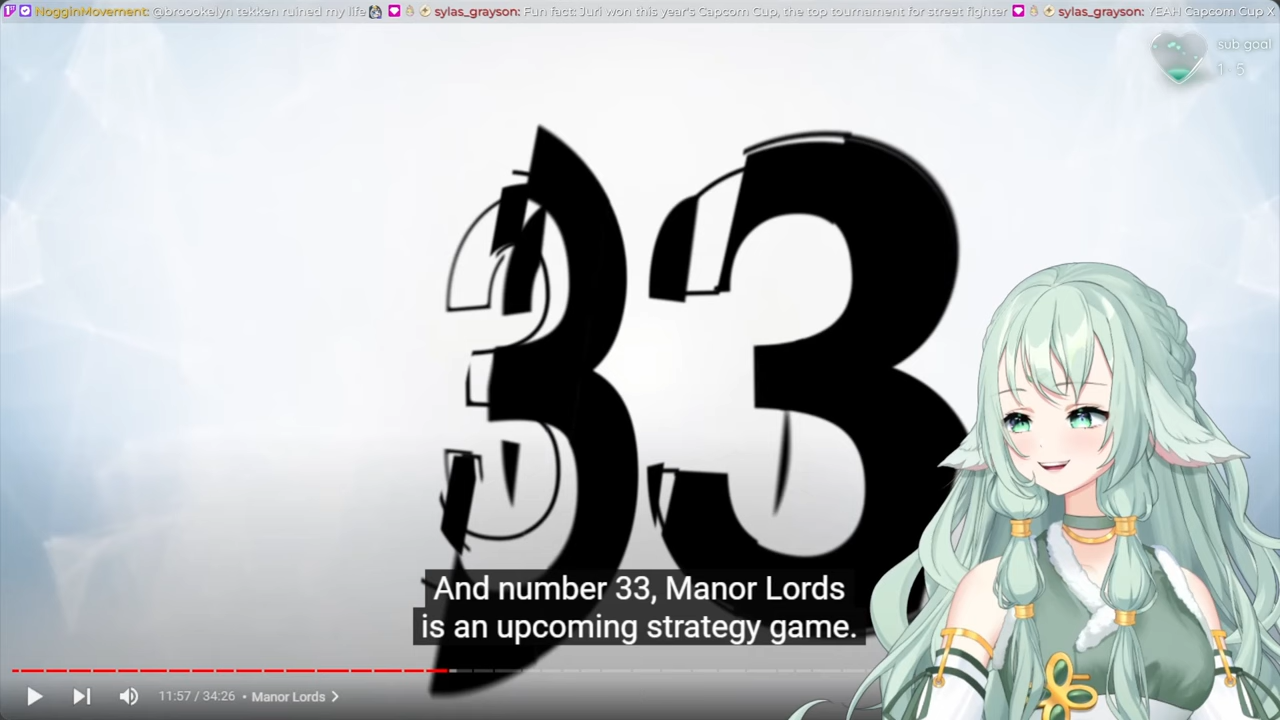 NogginMovement: @broookelyn tekken ruined my life sylas_grayson: Fun fact: Juri won this year's Capcom Cup, the top tournament for street fighter sylas_grayson: YEAH Capcom Cup X
sub goal
1 - 5
33
And number 33, Manor Lords
is an upcoming strategy game.
11:57 / 34:26 • Manor Lords >